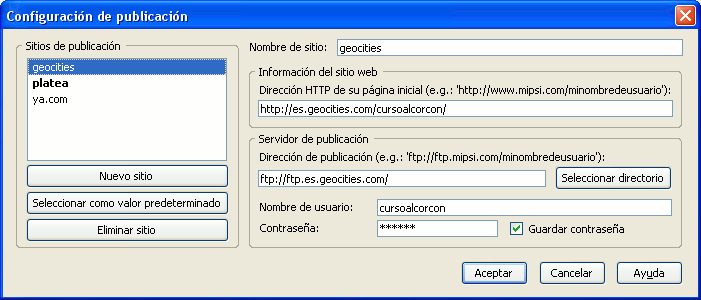 Configuración de publicación
Sitios de publicación
geocities
platea
ya.com
Nuevo sitio
Seleccionar como valor predeterminado
Eliminar sitio
Nombre de sitio: geocities
Información del sitio web
Dirección HTTP de su página inicial (e.g.: 'http://www.mipsi.com/minombredeusuario'):
http://es.geocities.com/cursoalcorcon/
Servidor de publicación
Dirección de publicación (e.g.: 'ftp://ftp.mipsi.com/minombredeusuario'):
ftp://ftp.es.geocities.com/ Seleccionar directorio
Nombre de usuario: cursoalcorcon
Contraseña: ****** Guardar contraseña
Aceptar Cancelar Ayuda